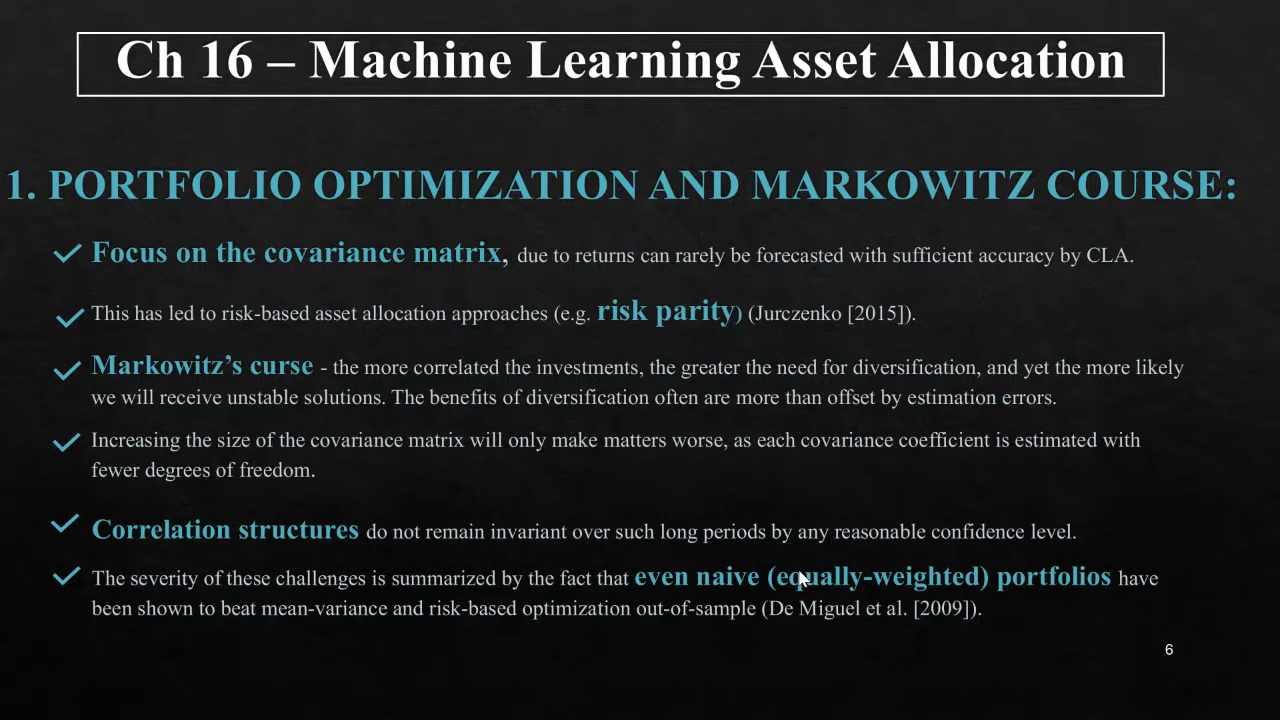 Ch 16 – Machine Learning Asset Allocation
1. PORTFOLIO OPTIMIZATION AND MARKOWITZ COURSE:
Focus on the covariance matrix, due to returns can rarely be forecasted with sufficient accuracy by CLA.
This has led to risk-based asset allocation approaches (e.g. risk parity) (Jurczenko [2015]).
Markowitz’s curse - the more correlated the investments, the greater the need for diversification, and yet the more likely
we will receive unstable solutions. The benefits of diversification often are more than offset by estimation errors.
Increasing the size of the covariance matrix will only make matters worse, as each covariance coefficient is estimated with
fewer degrees of freedom.
Correlation structures do not remain invariant over such long periods by any reasonable confidence level.
The severity of these challenges is summarized by the fact that even naive (equally-weighted) portfolios have
been shown to beat mean-variance and risk-based optimization out-of-sample (De Miguel et al. [2009]).
6